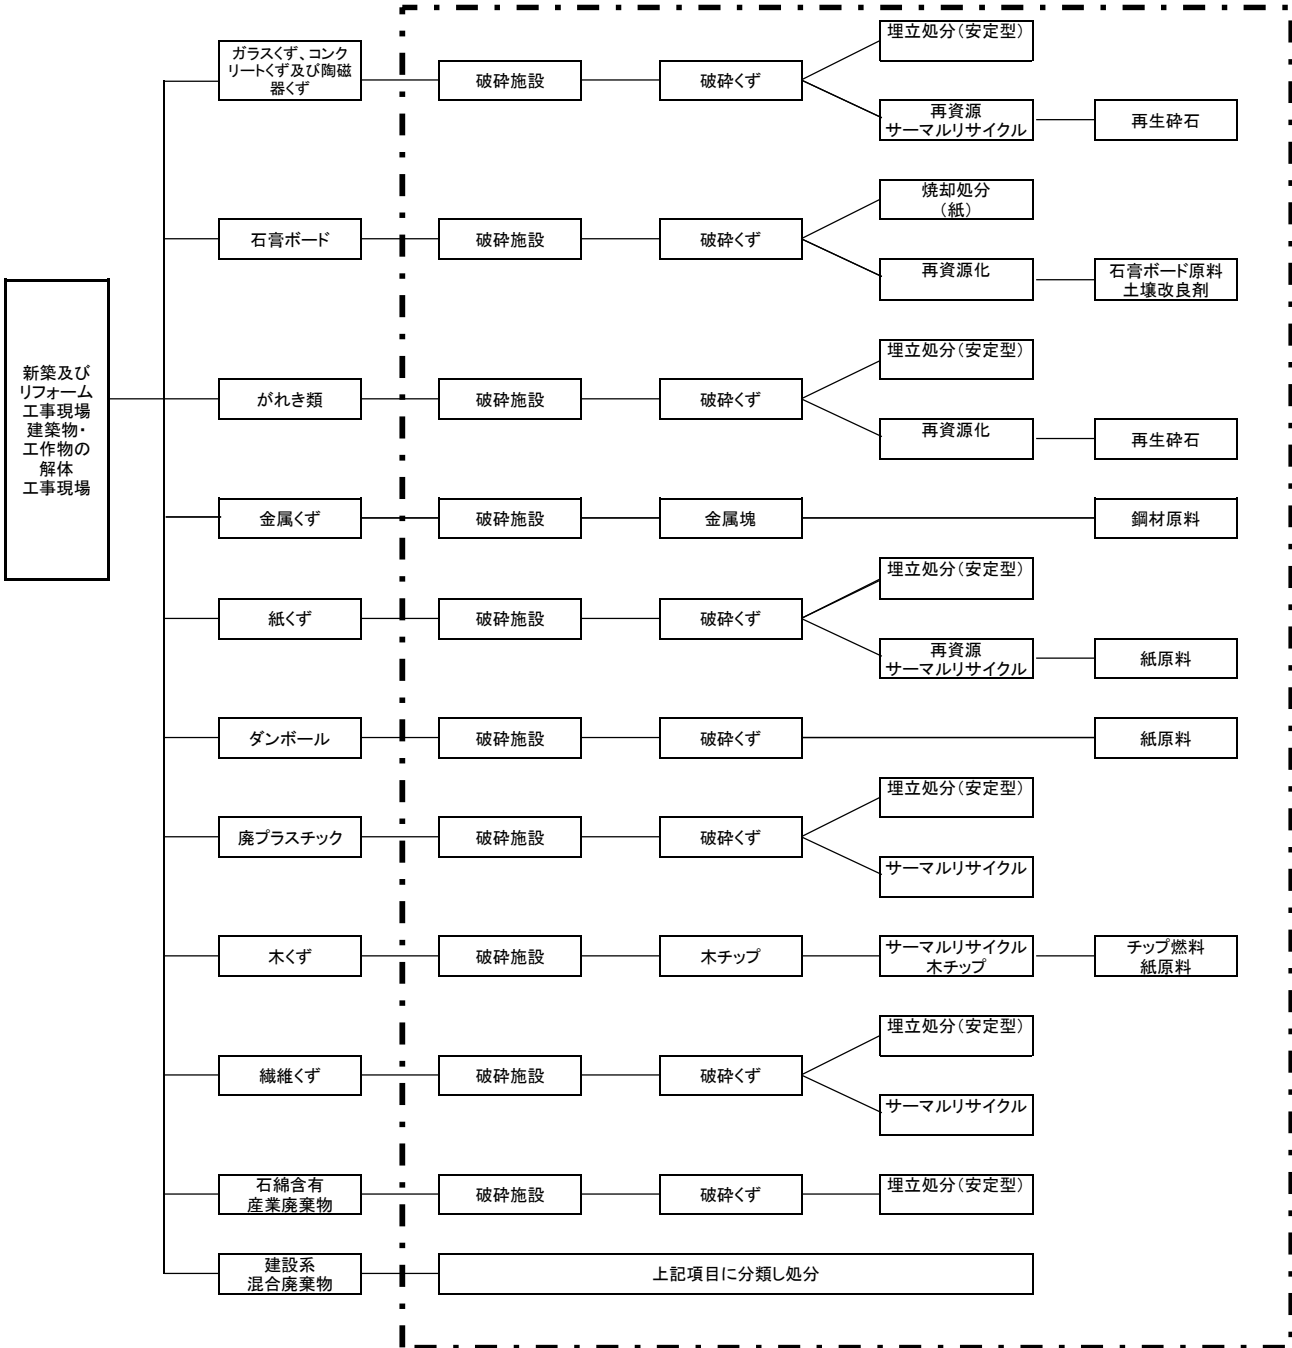 新築及び
リフォーム
工事現場
建築物・
工作物の
解体
工事現場
ガラスくず、コンク
リートくず及び陶磁
器くず
破砕施設
破砕くず
埋立処分（安定型）
再資源
サーマルリサイクル
再生砕石
石膏ボード
破砕施設
破砕くず
焼却処分
（紙）
再資源化
石膏ボード原料
土壌改良剤
がれき類
破砕施設
破砕くず
埋立処分（安定型）
再資源化
再生砕石
金属くず
破砕施設
金属塊
鋼材原料
紙くず
破砕施設
破砕くず
埋立処分（安定型）
再資源
サーマルリサイクル
紙原料
ダンボール
破砕施設
破砕くず
紙原料
廃プラスチック
破砕施設
破砕くず
埋立処分（安定型）
サーマルリサイクル
木くず
破砕施設
木チップ
サーマルリサイクル
木チップ
チップ燃料
紙原料
繊維くず
破砕施設
破砕くず
埋立処分（安定型）
サーマルリサイクル
石綿含有
産業廃棄物
破砕施設
破砕くず
埋立処分（安定型）
建設系
混合廃棄物
上記項目に分類し処分